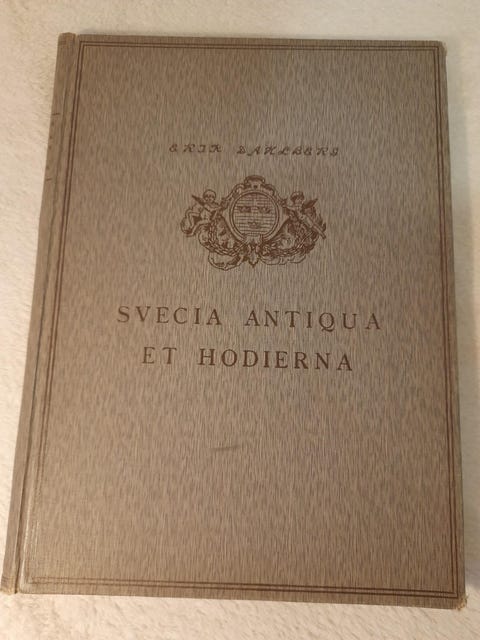 ERIK DAHLBERG
SVECIA ANTIQUA
ET HODIERNA